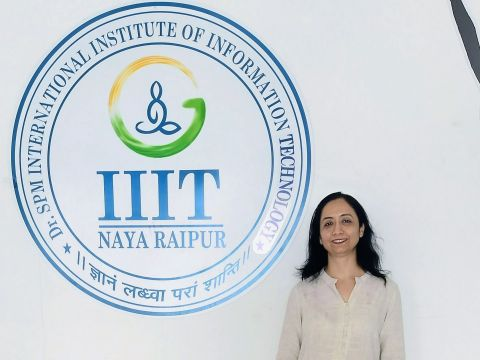 Dr. SPM INTERNATIONAL INSTITUTE OF INFORMATION TECHNOLOGY
IIIT
NAYA RAIPUR
★ ॥ ज्ञानं लब्ध्वा परां शान्तिं ॥ ★